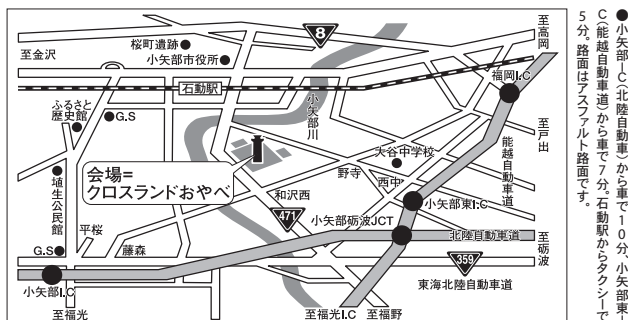 ●小矢部I.C(北陸自動車)から車で10分、小矢部東I.
C(能越自動車道)から車で7分。石動駅からタクシーで
5分。路面はアスファルト路面です。
至金沢
桜町遺跡
小矢部市役所
8
至高岡
福岡I.C
石動駅
ふるさと
歴史館
G.S
小矢部川
至戸出
能越自動車道
大谷中学校
野寺
西中
会場=
クロスランドおやべ
埴生公民館
和沢西
小矢部東I.C
471
小矢部砺波JCT
北陸自動車道
至砺波
平桜
G.S
藤森
359
小矢部I.C
東海北陸自動車道
至福光
至福光I.C
至福野